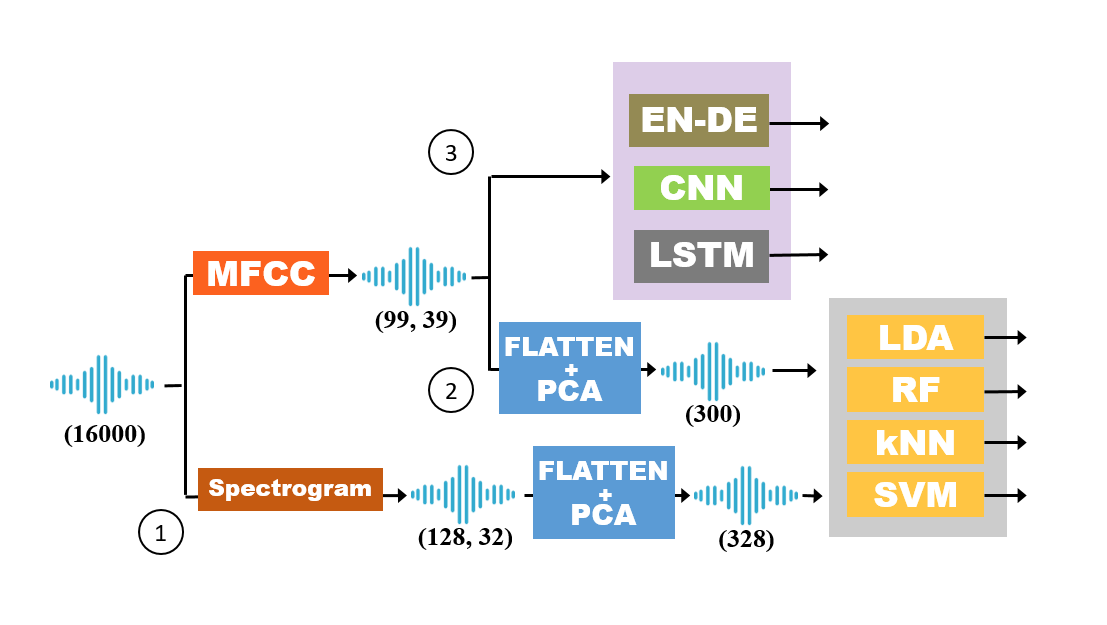 EN-DE
3
CNN
LSTM
MFCC
(99, 39)
LDA
FLATTEN
+
PCA
RF
2
(300)
(16000)
kNN
FLATTEN
+
PCA
Spectrogram
SVM
1
(128, 32)
(328)